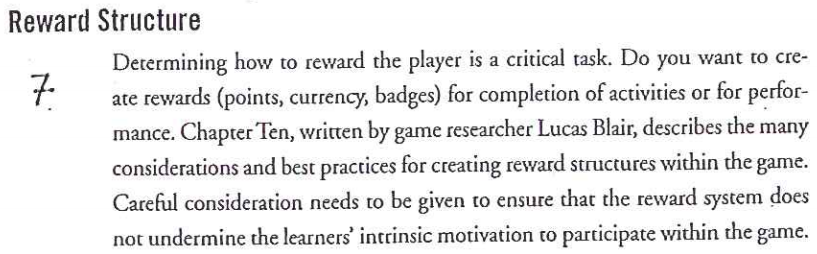 Reward Structure
7.
Determining how to reward the player is a critical task. Do you want to cre-
ate rewards (points, currency, badges) for completion of activities or for perfor-
mance. Chapter Ten, written by game researcher Lucas Blair, describes the many
considerations and best practices for creating reward structures within the game.
Careful consideration needs to be given to ensure that the reward system does
not undermine the learners' intrinsic motivation to participate within the game.